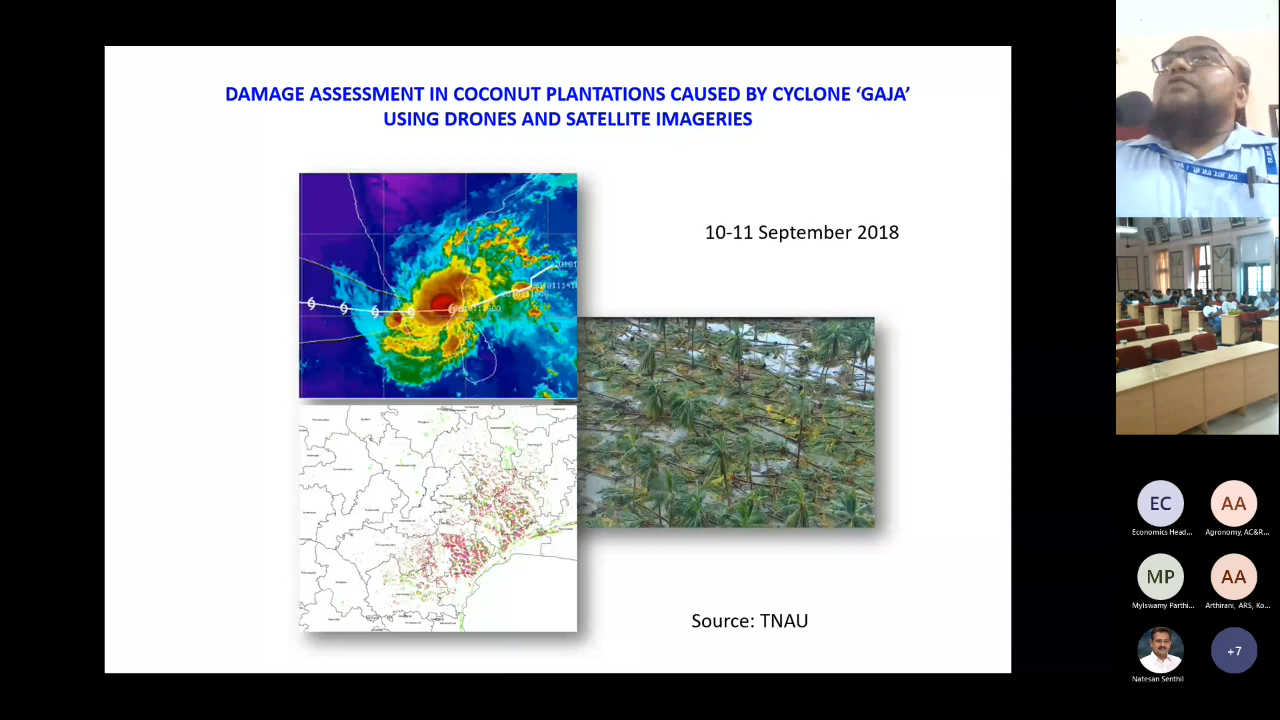 DAMAGE ASSESSMENT IN COCONUT PLANTATIONS CAUSED BY CYCLONE ‘GAJA’
USING DRONES AND SATELLITE IMAGERIES
10-11 September 2018
Source: TNAU
EC
Economics Head...
AA
Agronomy, AC&R...
MP
Mylswamy Parthi...
AA
Arthirani, ARS, Ko...
Natesan Senthil
+7